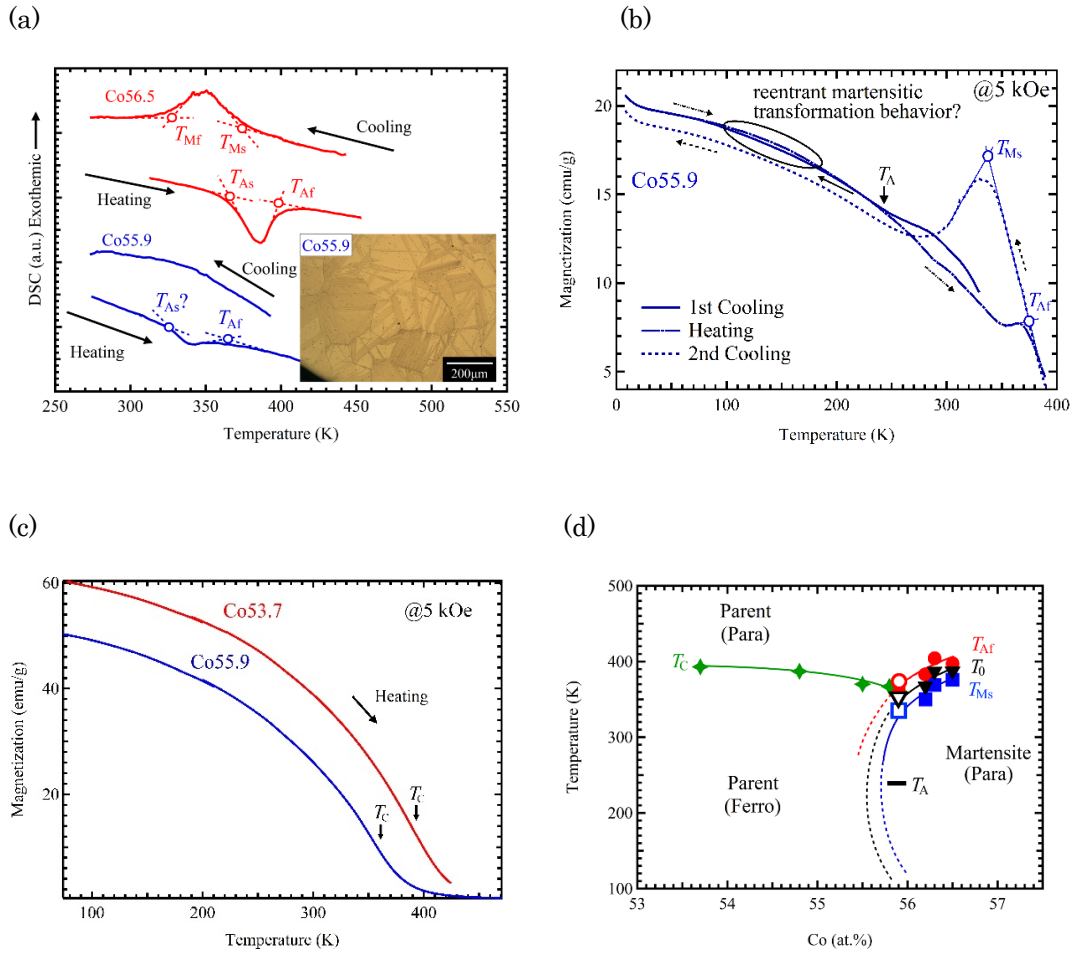 (a)
DSC (a.u.) Exothemic
Co56.5
TMf
TMs
Cooling
TAs
TAf
Heating
Co55.9
Cooling
TAs?
TAf
Heating
Co55.9
200μm
250 300 350 400 450 500 550
Temperature (K)
(b)
Magnetization (emu/g)
20
15
10
5
reentrant martensitic
transformation behavior?
@5 kOe
TMs
TA
Co55.9
TAf
1st Cooling
Heating
2nd Cooling
0 100 200 300 400
Temperature (K)
(c)
Magnetization (emu/g)
60
40
20
Co53.7
@5 kOe
Co55.9
Heating
TC
TC
100 200 300 400
Temperature (K)
(d)
Temperature (K)
500
400
300
200
100
Parent
(Para)
TC
TAf
T0
TMs
Martensite
(Para)
Parent
(Ferro)
TA
53 54 55 56 57
Co (at.%)